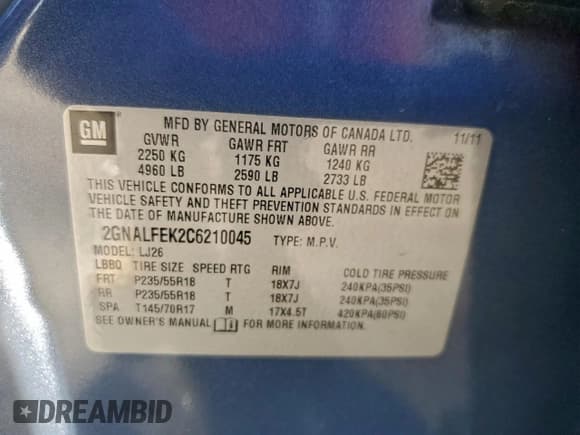 GM
MFD BY GENERAL MOTORS OF CANADA LTD. 11/11
GVWR GAWR FRT GAWR RR
2250 KG 1175 KG 1240 KG
4960 LB 2590 LB 2733 LB
THIS VEHICLE CONFORMS TO ALL APPLICABLE U.S. FEDERAL MOTOR
VEHICLE SAFETY AND THEFT PREVENTION STANDARDS IN EFFECT ON
THE DATE OF MANUFACTURE SHOWN ABOVE.
2GNALFEK2C6210045 TYPE: M.P.V.
MODEL: LJ26
LBBQ TIRE SIZE SPEED RTG RIM COLD TIRE PRESSURE
FRT P235/55R18 T 18X7J 240KPA(35PSI)
RR P235/55R18 T 18X7J 240KPA(35PSI)
SPA T145/70R17 M 17X4.5T 420KPA(60PSI)
SEE OWNER'S MANUAL FOR MORE INFORMATION.
DREAMBID